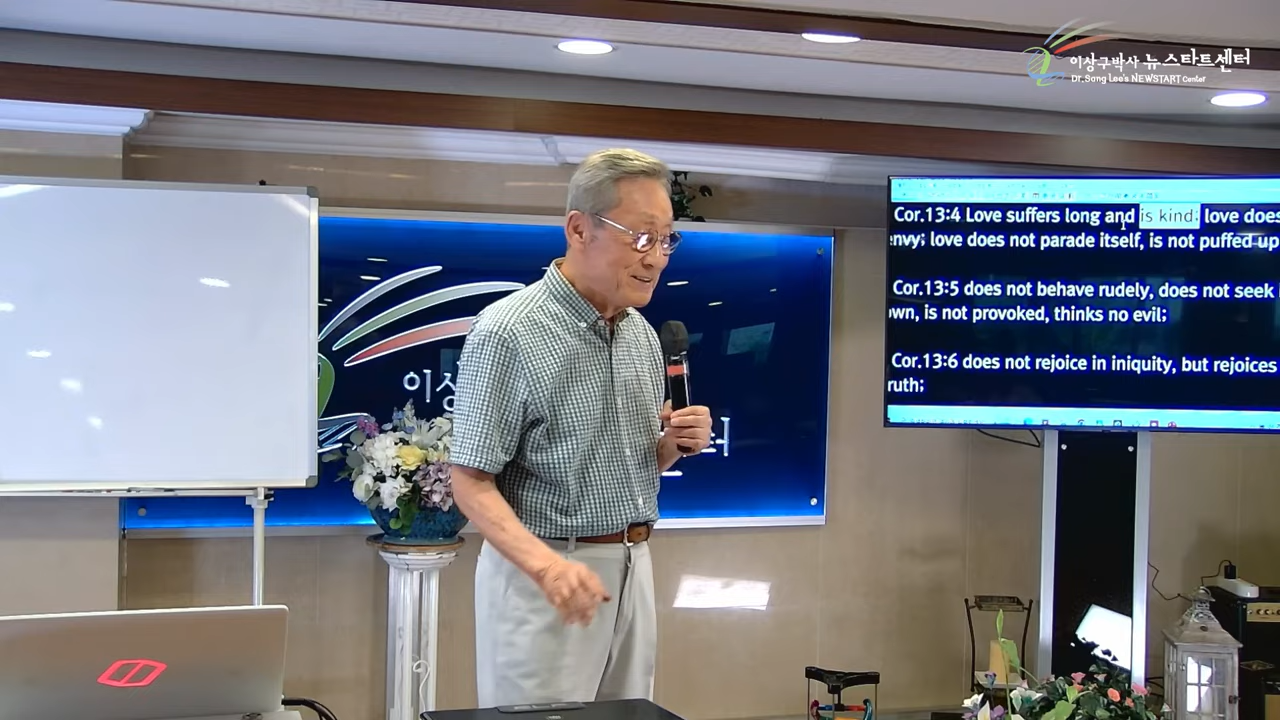 이상구박사 뉴스타트센터
Dr. Sang Lee's NEWSTART Center
Cor.13:4 Love suffers long and is kind; love does
envy; love does not parade itself, is not puffed up
Cor.13:5 does not behave rudely, does not seek
own, is not provoked, thinks no evil;
Cor.13:6 does not rejoice in iniquity, but rejoices
ruth;
이상
터